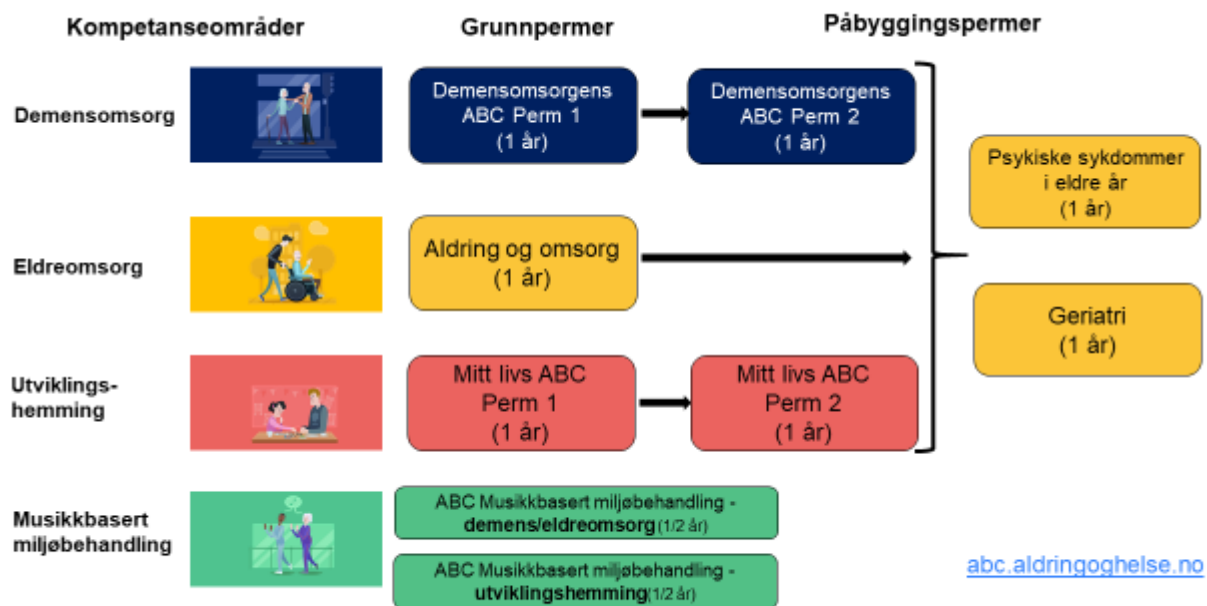 Kompetanseområder
Grunnpermer
Påbyggingspermer
Demensomsorg
Demensomsorgens
ABC Perm 1
(1 år)
Demensomsorgens
ABC Perm 2
(1 år)
Psykiske sykdommer
i eldre år
(1 år)
Eldreomsorg
Aldring og omsorg
(1 år)
Geriatri
(1 år)
Utviklings-
hemming
Mitt livs ABC
Perm 1
(1 år)
Mitt livs ABC
Perm 2
(1 år)
Musikkbasert
miljøbehandling
ABC Musikkbasert miljøbehandling -
demens/eldreomsorg (1/2 år)
ABC Musikkbasert miljøbehandling -
utviklingshemming (1/2 år)
abc.aldringoghelse.no